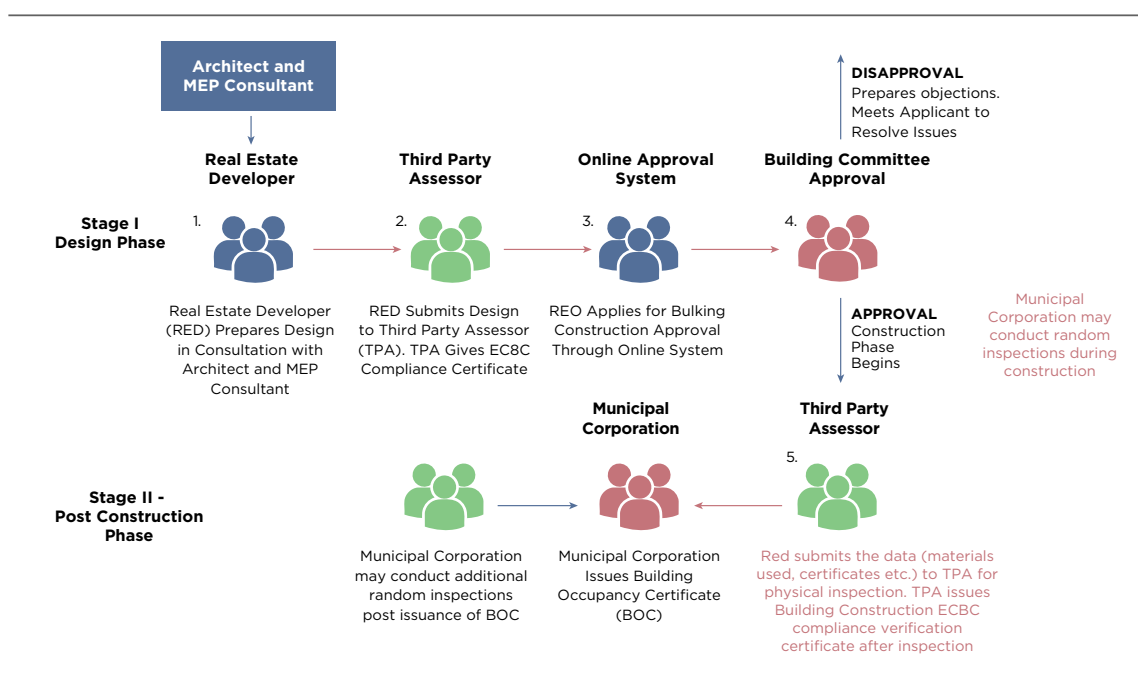 Architect and
MEP Consultant
DISAPPROVAL
Prepares objections.
Meets Applicant to
Resolve Issues
Real Estate
Developer
Third Party
Assessor
Online Approval
System
Building Committee
Approval
Stage I
Design Phase
1.
2.
3.
4.
Real Estate Developer
(RED) Prepares Design
in Consultation with
Architect and MEP
Consultant
RED Submits Design
to Third Party Assessor
(TPA). TPA Gives EC8C
Compliance Certificate
REO Applies for Bulking
Construction Approval
Through Online System
APPROVAL
Construction
Phase
Begins
Municipal
Corporation may
conduct random
inspections during
construction
Municipal
Corporation
Third Party
Assessor
5.
Stage II -
Post Construction
Phase
Municipal Corporation
may conduct additional
random inspections
post issuance of BOC
Municipal Corporation
Issues Building
Occupancy Certificate
(BOC)
Red submits the data (materials
used, certificates etc.) to TPA for
physical inspection. TPA issues
Building Construction ECBC
compliance verification
certificate after inspection